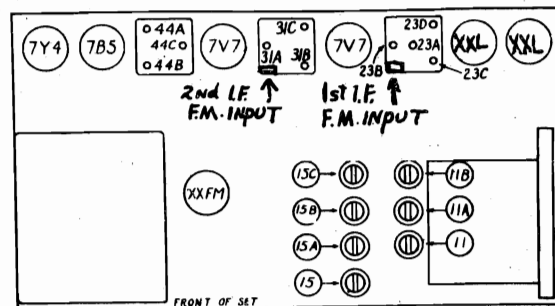 7Y4 7B5 44A 44C 44B 7V7 31C 31A 31B 7V7 23D 23A 23B 23C XXL XXL
2nd I.F. F.M. INPUT
1st I.F. F.M. INPUT
XXFM
15C 11B
15B 11A
15A 11
15
FRONT OF SET